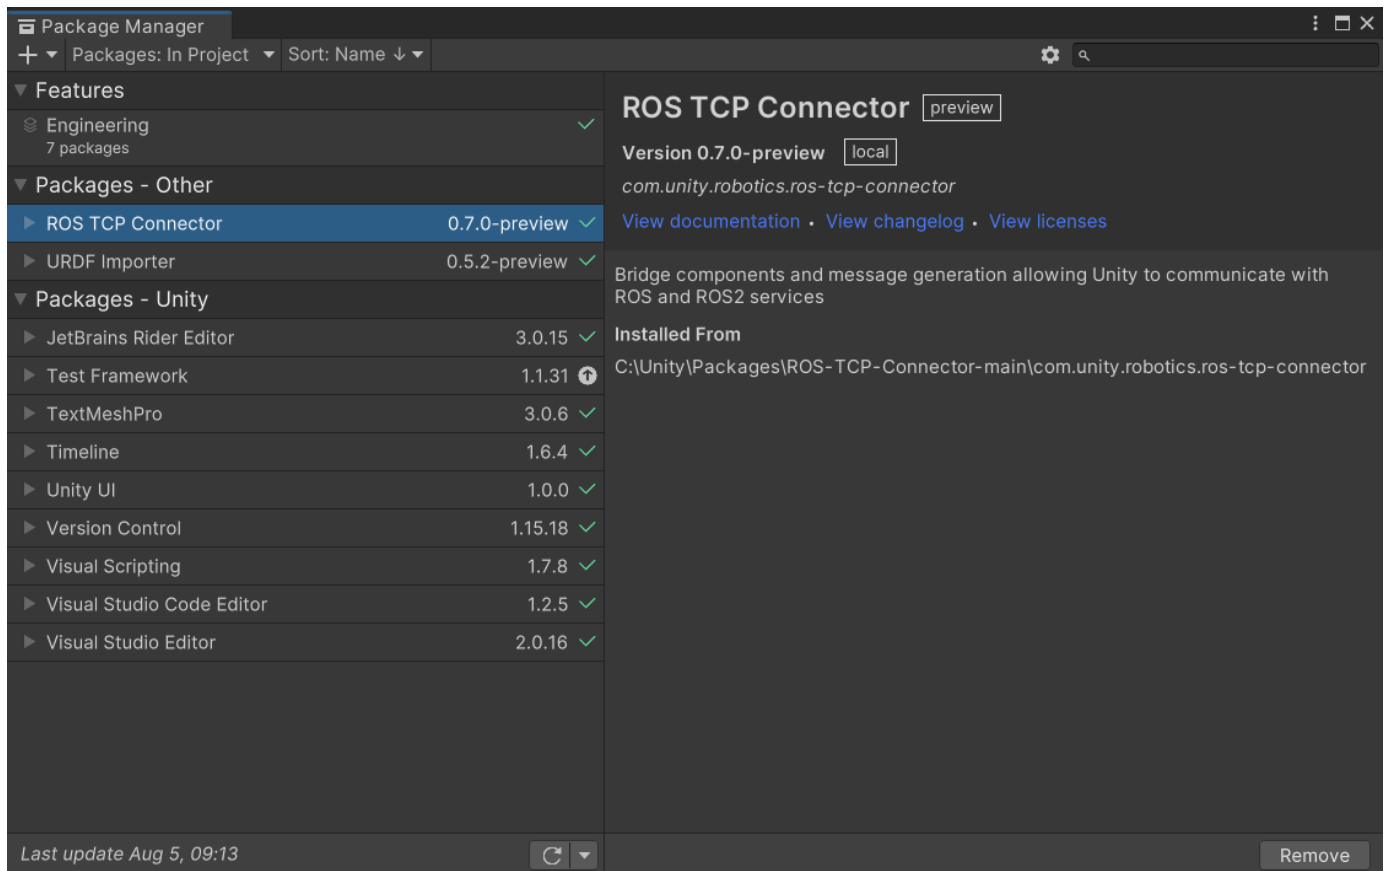 Package Manager
Packages: In Project Sort: Name ↓
Features
Engineering
7 packages
Packages - Other
ROS TCP Connector 0.7.0-preview
URDF Importer 0.5.2-preview
Packages - Unity
JetBrains Rider Editor 3.0.15
Test Framework 1.1.31
TextMeshPro 3.0.6
Timeline 1.6.4
Unity UI 1.0.0
Version Control 1.15.18
Visual Scripting 1.7.8
Visual Studio Code Editor 1.2.5
Visual Studio Editor 2.0.16
Last update Aug 5, 09:13
ROS TCP Connector preview
Version 0.7.0-preview local
com.unity.robotics.ros-tcp-connector
View documentation • View changelog • View licenses
Bridge components and message generation allowing Unity to communicate with
ROS and ROS2 services
Installed From
C:\Unity\Packages\ROS-TCP-Connector-main\com.unity.robotics.ros-tcp-connector
Remove